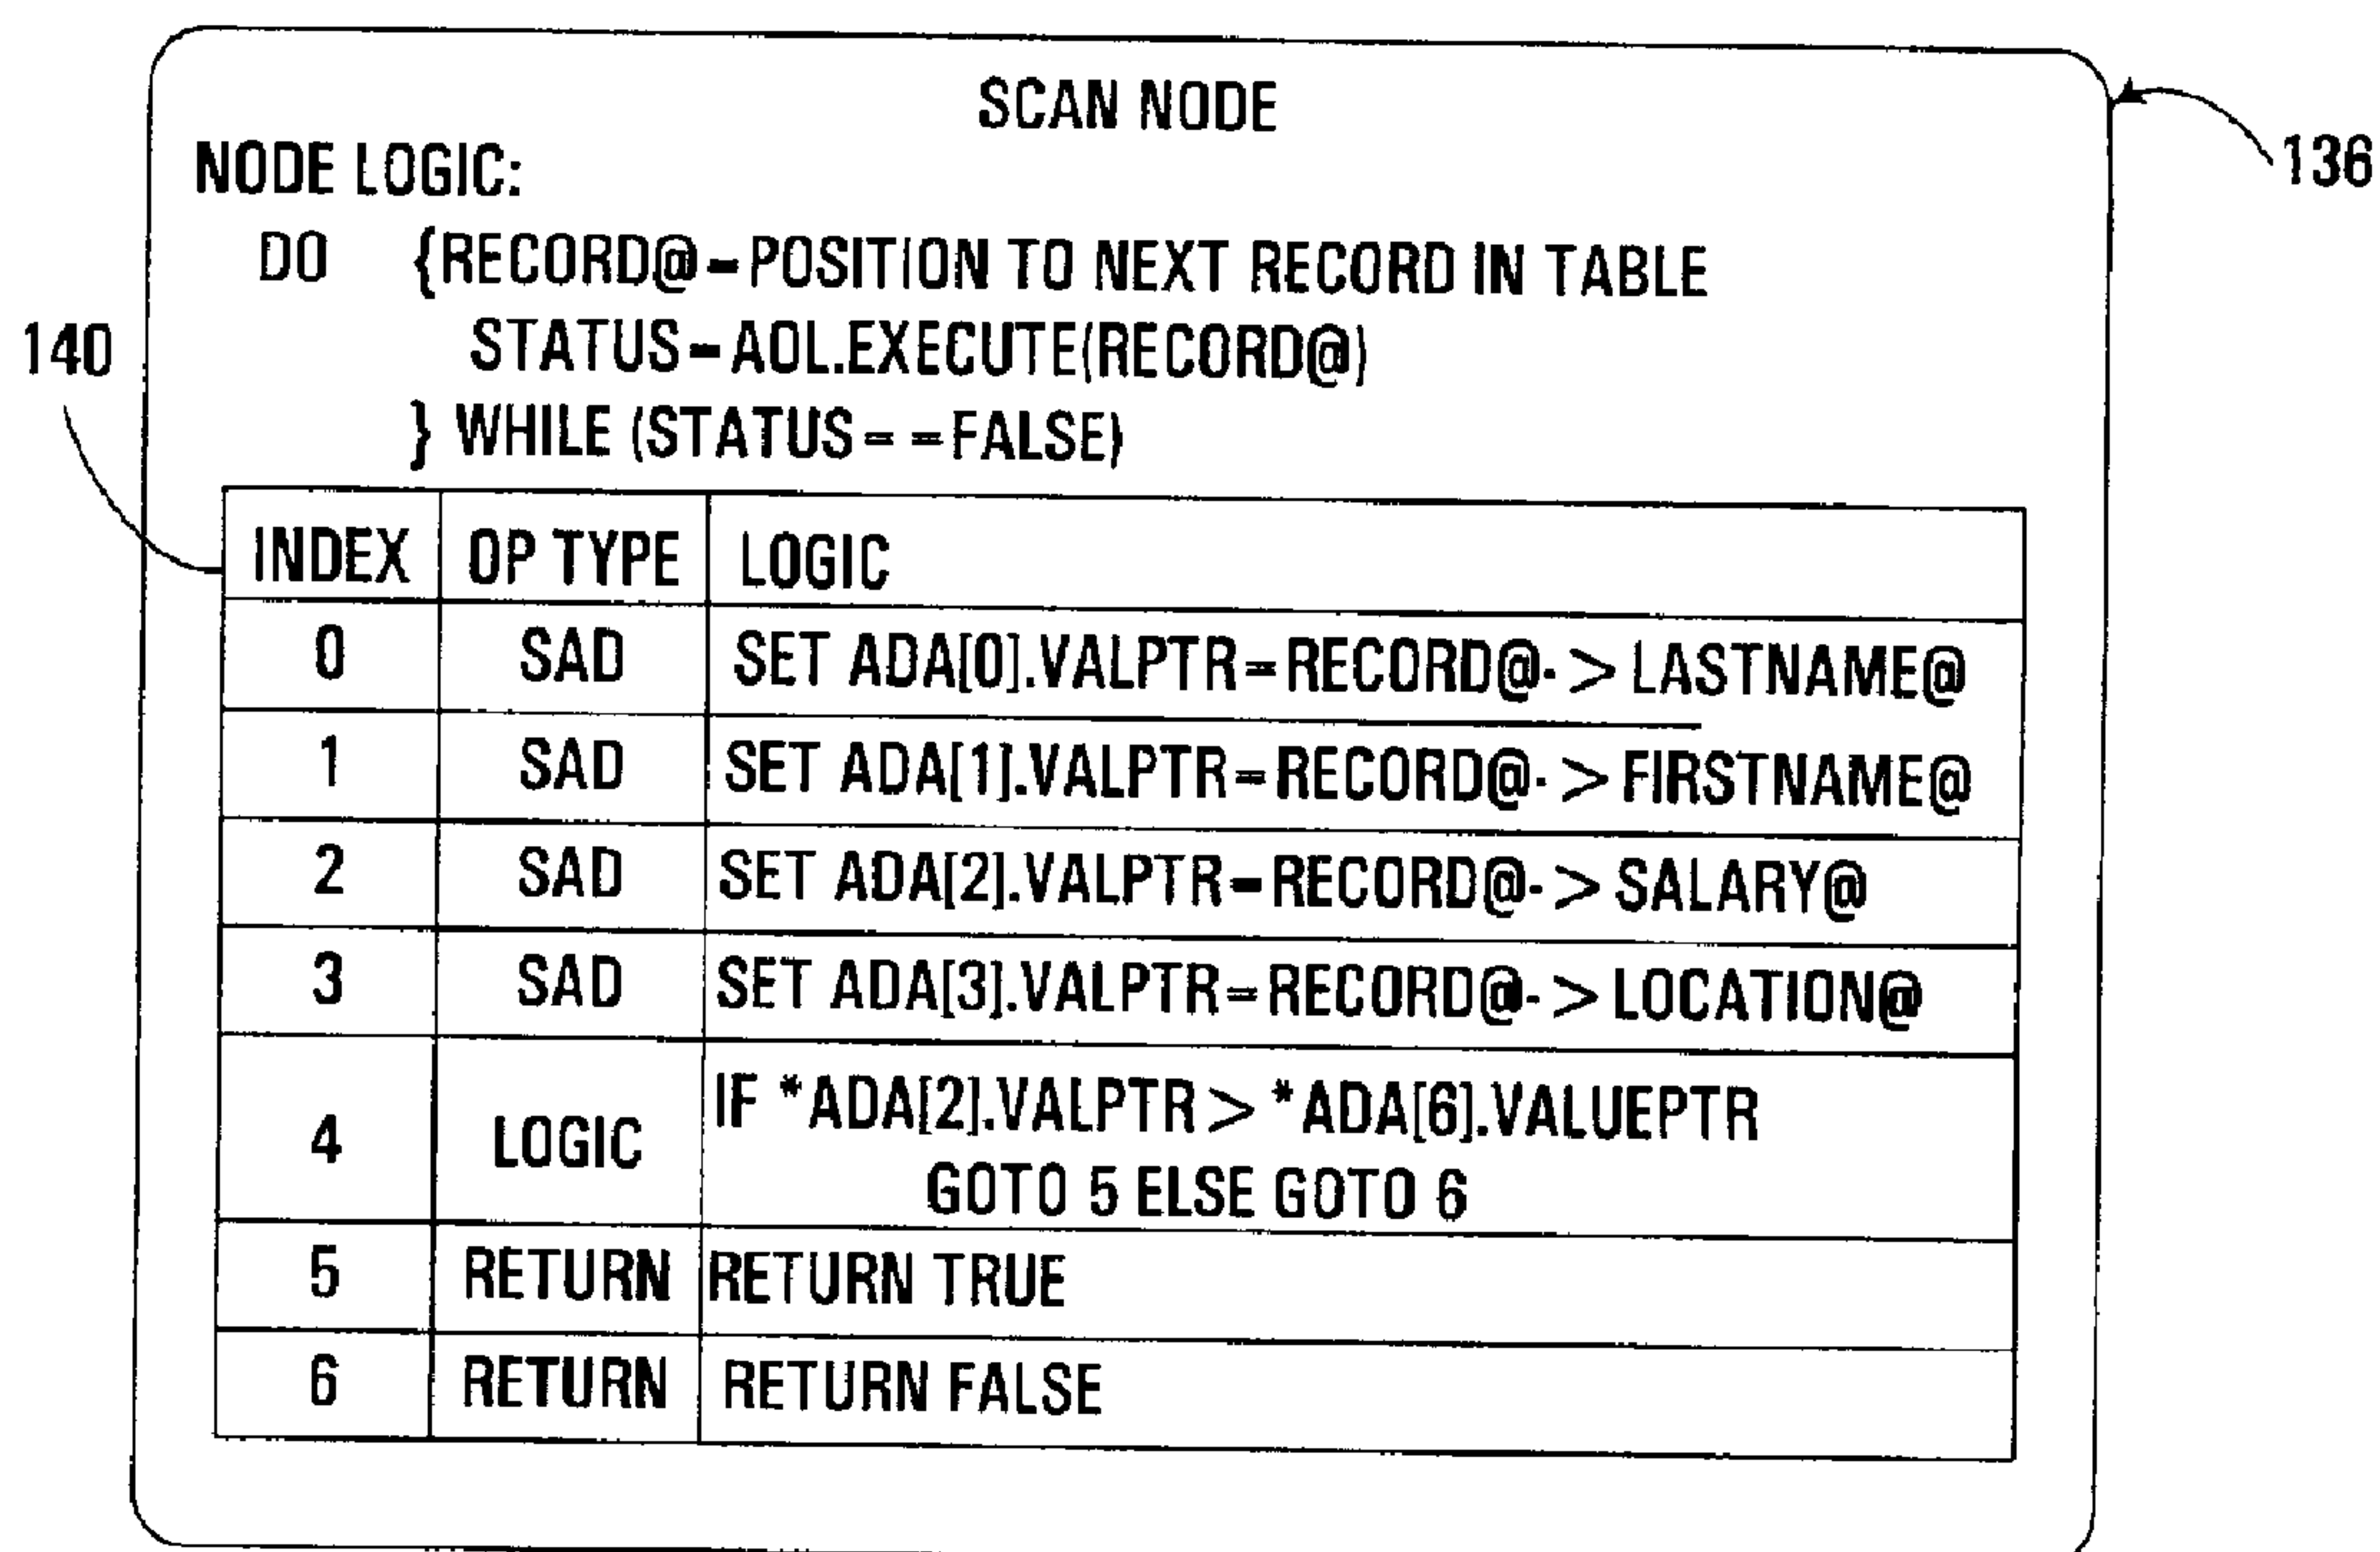 SCAN NODE
136
NODE LOGIC:
DO {RECORD@=POSITION TO NEXT RECORD IN TABLE
STATUS=AOL.EXECUTE(RECORD@)
} WHILE (STATUS= =FALSE)
140
INDEX OP TYPE LOGIC
0 SAD SET ADA[0].VALPTR=RECORD@-> LASTNAME@
1 SAD SET ADA[1].VALPTR=RECORD@-> FIRSTNAME@
2 SAD SET ADA[2].VALPTR=RECORD@-> SALARY@
3 SAD SET ADA[3].VALPTR=RECORD@-> LOCATION@
4 LOGIC IF *ADA[2].VALPTR > *ADA[6].VALUEPTR
GOTO 5 ELSE GOTO 6
5 RETURN RETURN TRUE
6 RETURN RETURN FALSE